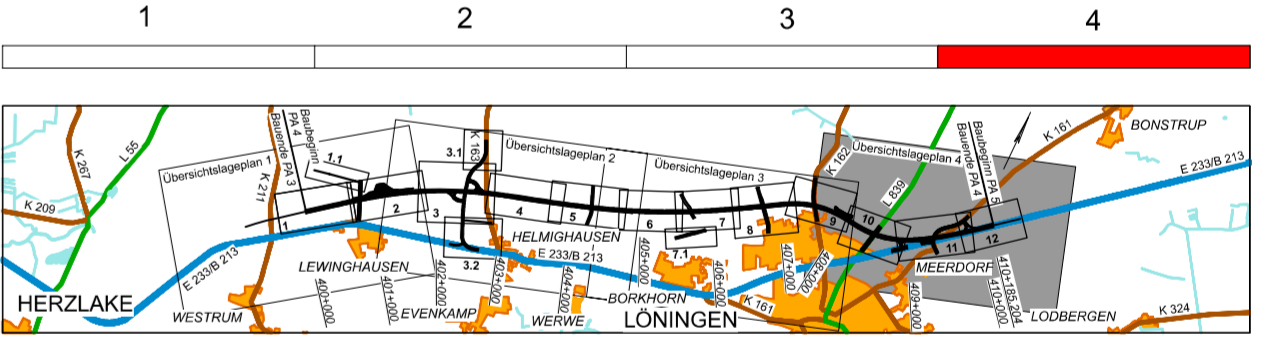 1
2
3
4
K 267
L 55
K 209
HERZLAKE
E 233/B 213
WESTRUM
Übersichtslageplan 1
K 211
Bauende PA 3
Baubeginn
PA 4
1.1
1
2
LEWINGHAUSEN
400+000
401+000
402+000
EVENKAMP
3.1
K 163
3
3.2
403+000
Übersichtslageplan 2
4
5
HELMIGHAUSEN
E 233/B 213
404+000
WERWE
BORKHORN
405+000
6
Übersichtslageplan 3
7
7.1
406+000
LÖNINGEN
K 161
8
407+000
408+000
K 162
9
Übersichtslageplan 4
10
L 839
MEERDORF
409+000
11
12
Bauende PA 4
Baubeginn PA 5
410+000
410+185.204
LODBERGEN
K 161
BONSTRUP
E 233/B 213
K 324